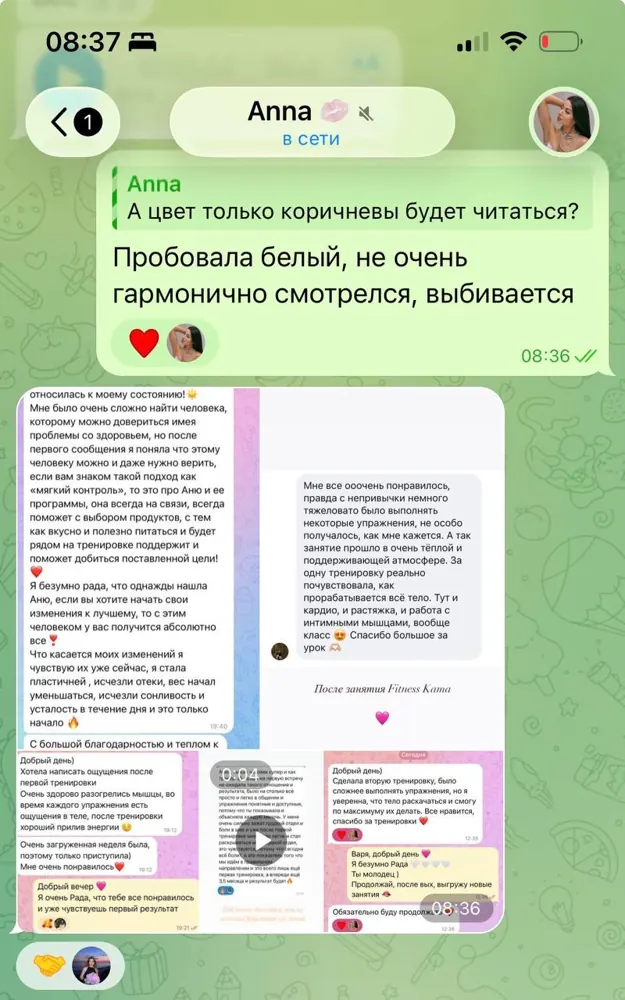 08:37
1
Anna
в сети
Anna
А цвет только коричневы будет читаться?
Пробовала белый, не очень
гармонично смотрелся, выбивается
08:36
относилась к моему состоянию!
Мне было очень сложно найти человека,
которому можно довериться имея
проблемы со здоровьем, но после
первого сообщения я поняла что этому
человеку можно и даже нужно верить,
если вам знаком такой подход как
«мягкий контроль», то это про Аню и ее
программы, она всегда на связи, всегда
поможет с выбором продуктов, с тем
как вкусно и полезно питаться и будет
рядом на тренировке поддержит и
поможет добиться поставленной цели!
Я безумно рада, что однажды нашла
Аню, если вы хотите начать свои
изменения к лучшему, то с этим
человеком у вас получится абсолютно
все
Что касается моих изменений я
чувствую их уже сейчас, я стала
пластичней , исчезли отеки, вес начал
уменьшаться, исчезли сонливость и
усталость в течение дня и это только
начало
19:40
С большой благодарностью и теплом к
Мне все ооочень понравилось,
правда с непривычки немного
тяжеловато было выполнять
некоторые упражнения, не особо
получалось, как мне кажется. А так
занятие прошло в очень тёплой и
поддерживающей атмосфере. За
одну тренировку реально
почувствовала, как
прорабатывается всё тело. Тут и
кардио, и растяжка, и работа с
интимными мышцами, вообще
класс 😍 Спасибо большое за
урок
После занятия Fitness Kama
Добрый день)
Хотела написать ощущения после
первой тренировки
Очень здорово разогрелись мышцы, во
время каждого упражнения есть
ощущения в теле, после тренировки
хороший прилив энергии
19:12
Очень загруженная неделя была,
поэтому только приступила)
Мне очень понравилось
19:12
Добрый вечер
Я очень Рада, что тебе все понравилось
и уже чувствуешь первый результат
19:21
0:04
Сегодня
Добрый день)
Сделала вторую тренировку, было
сложнее выполнять упражнения, но я
уверенна, что тело раскачаться и смогу
по максимуму их делать. Все нравится,
спасибо за тренировки
12:35
Варя, добрый день
Я безумно Рада
Ты молодец )
Продолжай, после вых, выгружу новые
занятия
Обязательно буду продолжа
08:36